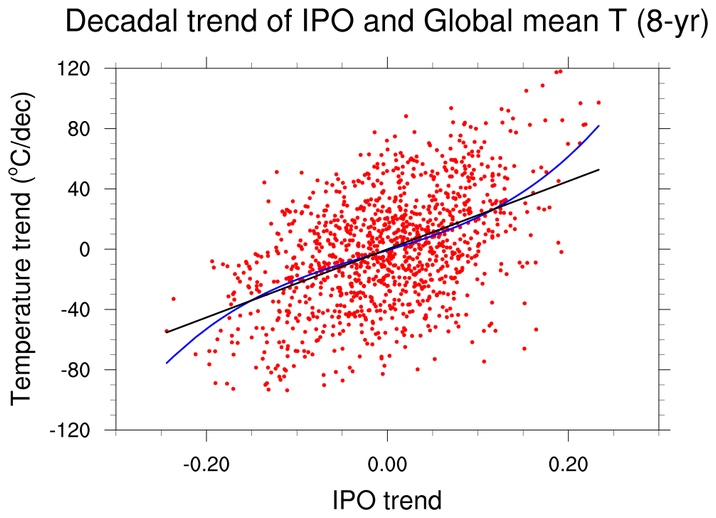 Decadal trend of IPO and Global mean T (8-yr)
Temperature trend (°C/dec)
120
80
40
0
-40
-80
-120
-0.20 0.00 0.20
IPO trend